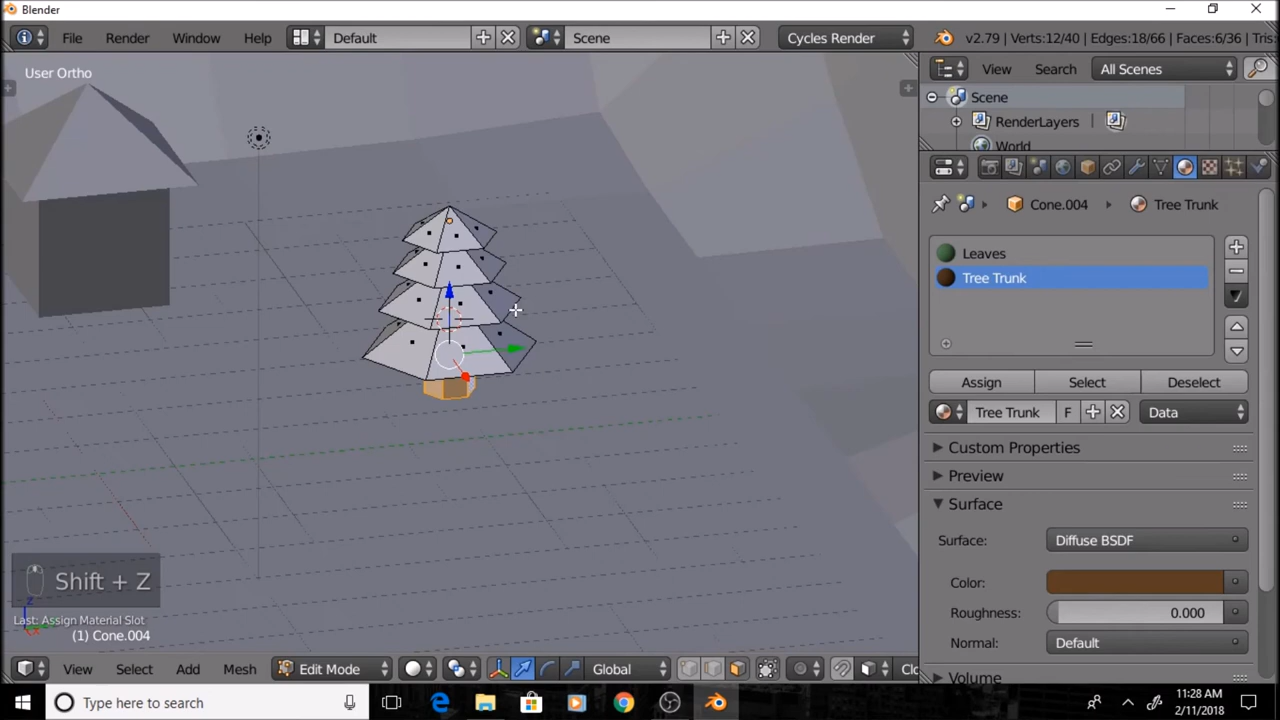 Blender
File Render Window Help Default Scene Cycles Render v2.79 | Verts:12/40 | Edges:18/66 | Faces:6/36 | Tris
User Ortho
View Search All Scenes
Scene
RenderLayers
World
Cone.004 Tree Trunk
Leaves
Tree Trunk
Assign Select Deselect
Tree Trunk F Data
Custom Properties
Preview
Surface
Surface: Diffuse BSDF
Color:
Roughness: 0.000
Normal: Default
Volume
Shift + Z
Last: Assign Material Slot
(1) Cone.004
View Select Add Mesh Edit Mode Global Clo
Type here to search
11:28 AM
2/11/2018